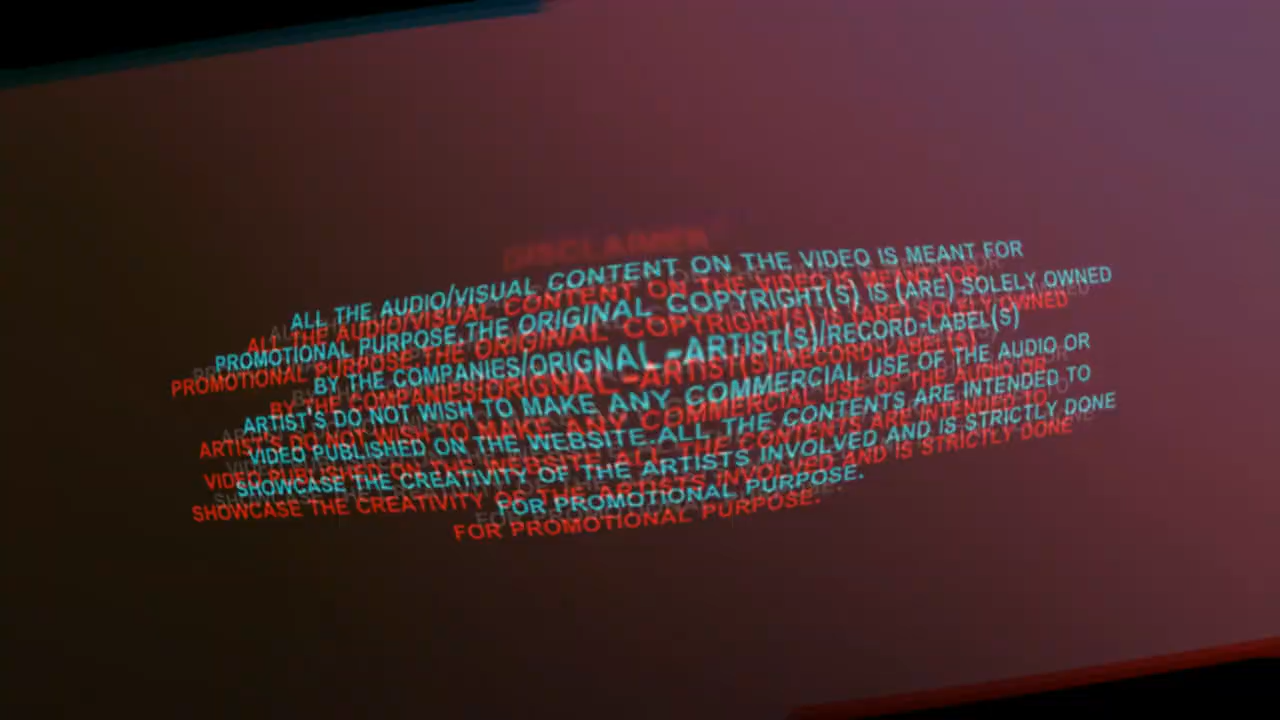 DISCLAIMER
ALL THE AUDIO/VISUAL CONTENT ON THE VIDEO IS MEANT FOR
PROMOTIONAL PURPOSE.THE ORIGINAL COPYRIGHT(S) IS (ARE) SOLELY OWNED
BY THE COMPANIES/ORIGNAL-ARTIST(S)/RECORD-LABEL(S)
ARTIST'S DO NOT WISH TO MAKE ANY COMMERCIAL USE OF THE AUDIO OR
VIDEO PUBLISHED ON THE WEBSITE.ALL THE CONTENTS ARE INTENDED TO
SHOWCASE THE CREATIVITY OF THE ARTISTS INVOLVED AND IS STRICTLY DONE
FOR PROMOTIONAL PURPOSE.